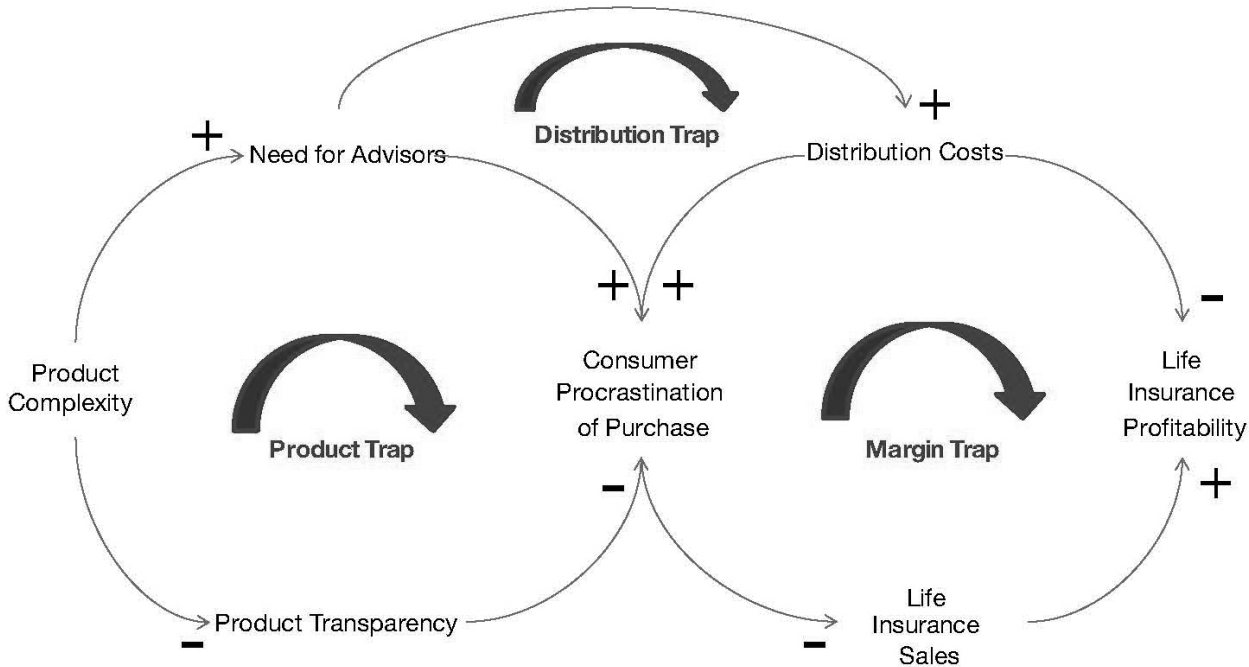 +
Distribution Trap
+
Need for Advisors
Distribution Costs
+ +
-
Product
Complexity
Consumer
Procrastination
of Purchase
Life
Insurance
Profitability
Product Trap
Margin Trap
-
+
Product Transparency
-
Life
Insurance
Sales
-